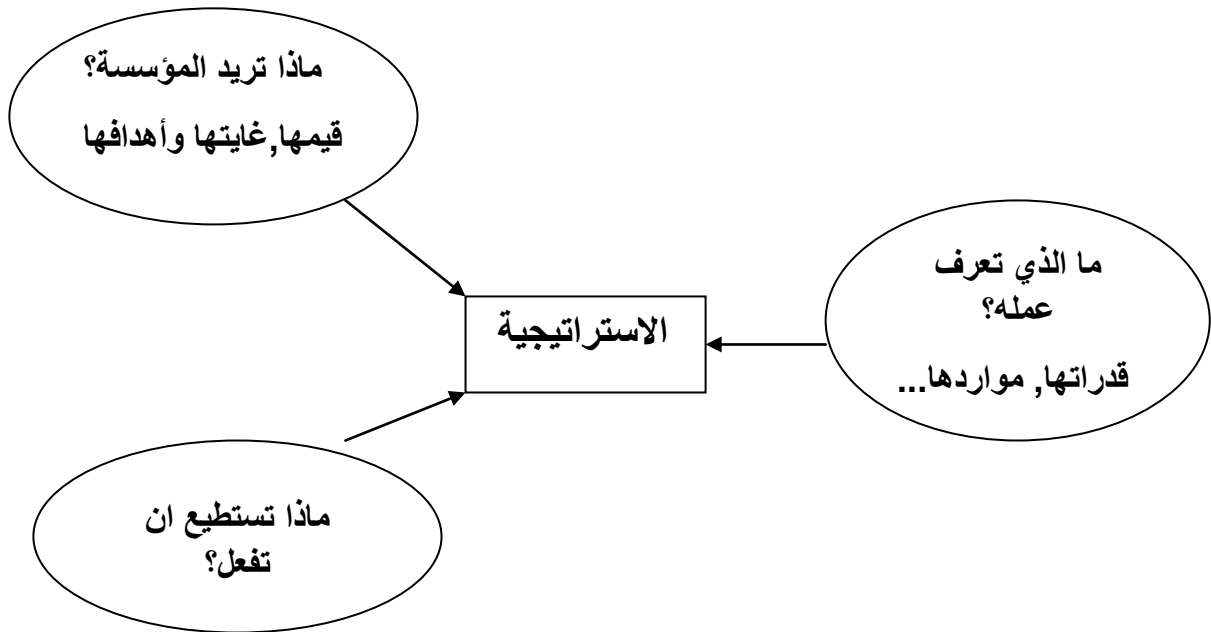 ماذا تريد المؤسسة؟
قيمها,غايتها وأهدافها
ما الذي تعرف
عمله؟
قدراتها, مواردها...
الاستراتيجية
ماذا تستطيع ان
تفعل؟